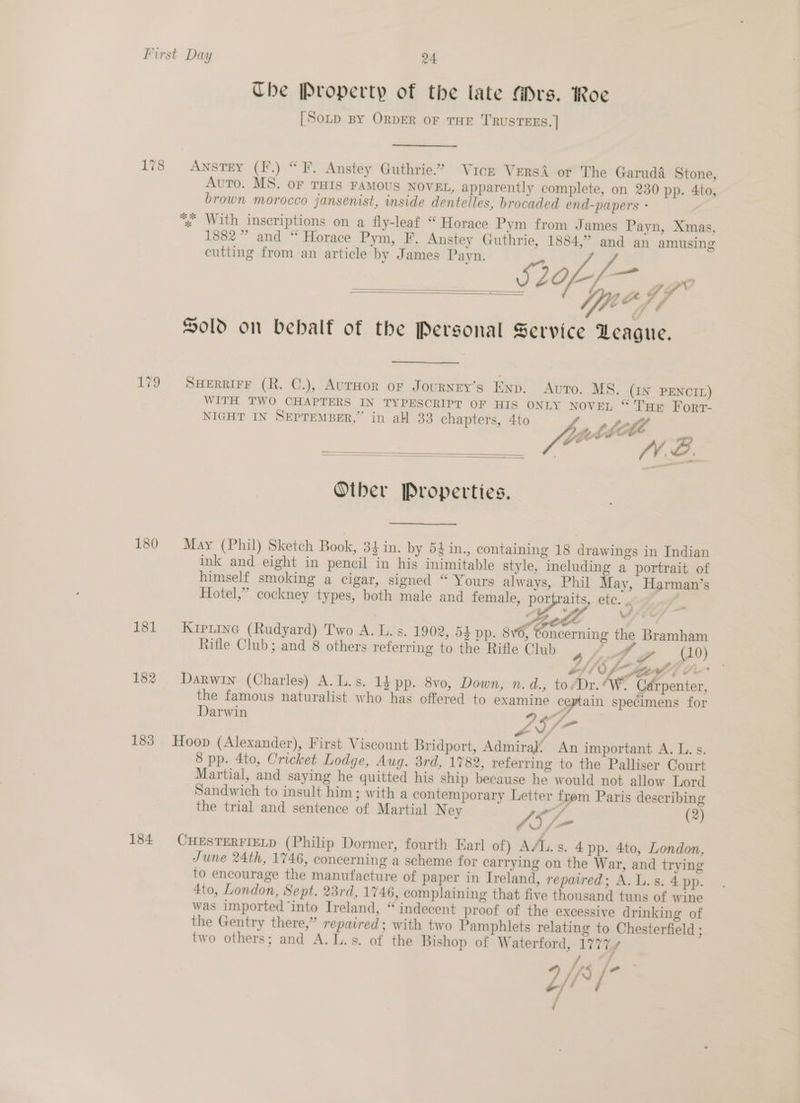 First Day 24
The Property of the late Mrs. Roe
[SOLD BY ORDER OF THE TRUSTEES.]
178 ANSTEY (F.) “F. Anstey Guthrie.” VICE VERSÂ or The Garudâ Stone,
AUTO. MS. OF THIS FAMOUS NOVEL, apparently complete, on 230 pp. 4to,
brown morocco jansenist, inside dentelles, brocaded end-papers
*** With inscriptions on a fly-leaf “Horace Pym from James Payn, Xmas,
1882” and “Horace Pym, F. Anstey Guthrie, 1884,” and an amusing
cutting from an article by James Payn.
520/-/-
Maggs
Sold on behalf of the Personal Service League.
179 SHERRIFF (R. C.), AUTHOR OF JOURNEY'S END. AUTO. MS. (IN PENCIL)
WITH TWO CHAPTERS IN TYPESCRIPT OF HIS ONLY NOVEL “THE FORT-
NIGHT IN SEPTEMBER,” in all 33 chapters, 4to
N.B.
Other Properties.
180 May (Phil) Sketch Book, 3½ in. by 5½ in., containing 18 drawings in Indian
ink and eight in pencil in his inimitable style, including a portrait of
himself smoking a cigar, signed “Yours always, Phil May, Harman's
Hotel,” cockney types, both male and female, portraits, etc.
181 KIPLING (Rudyard) Two A. L. s. 1902, 5½ pp. 8vo, concerning the Bramham
Rifle Club; and 8 others referring to the Rifle Club (10)
182 DARWIN (Charles) A. L. s. 1½ pp. 8vo, Down, n. d., to Dr. W. Carpenter,
the famous naturalist who has offered to examine certain specimens for
Darwin
183 Hood (Alexander), First Viscount Bridport, Admiral. An important A. L. s.
8 pp. 4to, Cricket Lodge, Aug. 3rd, 1782, referring to the Palliser Court
Martial, and saying he quitted his ship because he would not allow Lord
Sandwich to insult him; with a contemporary Letter from Paris describing
the trial and sentence of Martial Ney (2)
184 CHESTERFIELD (Philip Dormer, fourth Earl of) A. L. s. 4 pp. 4to, London,
June 24th, 1746, concerning a scheme for carrying on the War, and trying
to encourage the manufacture of paper in Ireland, repaired; A. L. s. 4 pp.
4to, London, Sept. 23rd, 1746, complaining that five thousand tuns of wine
was imported into Ireland, “indecent proof of the excessive drinking of
the Gentry there,” repaired; with two Pamphlets relating to Chesterfield;
two others; and A. L. s. of the Bishop of Waterford, 1777